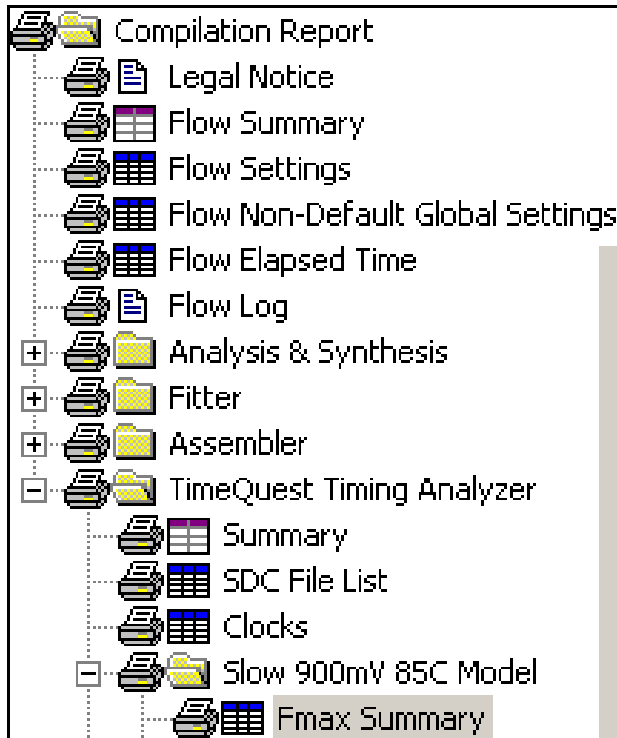 Compilation Report
Legal Notice
Flow Summary
Flow Settings
Flow Non-Default Global Settings
Flow Elapsed Time
Flow Log
Analysis & Synthesis
Fitter
Assembler
TimeQuest Timing Analyzer
Summary
SDC File List
Clocks
Slow 900mV 85C Model
Fmax Summary